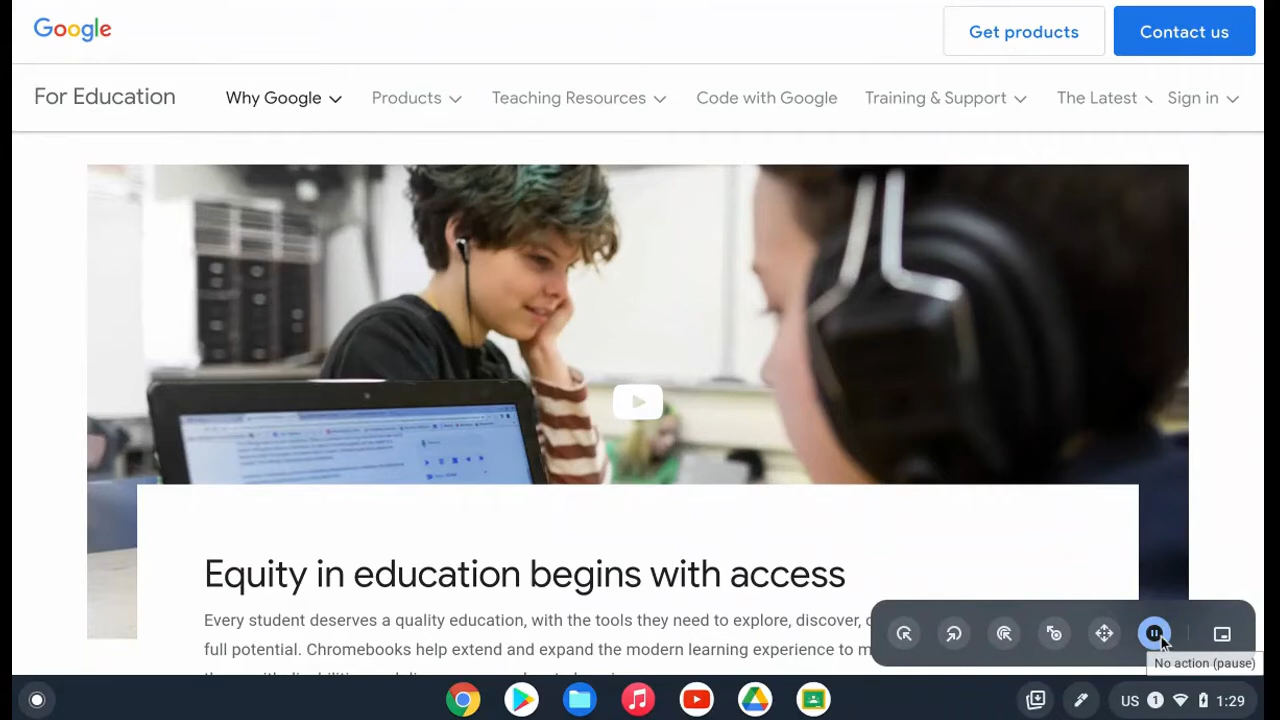 Google
Get products
Contact us
For Education
Why Google
Products
Teaching Resources
Code with Google
Training & Support
The Latest
Sign in
Equity in education begins with access
Every student deserves a quality education, with the tools they need to explore, discover,
full potential. Chromebooks help extend and expand the modern learning experience to
No action (pause)
US 1 1:29